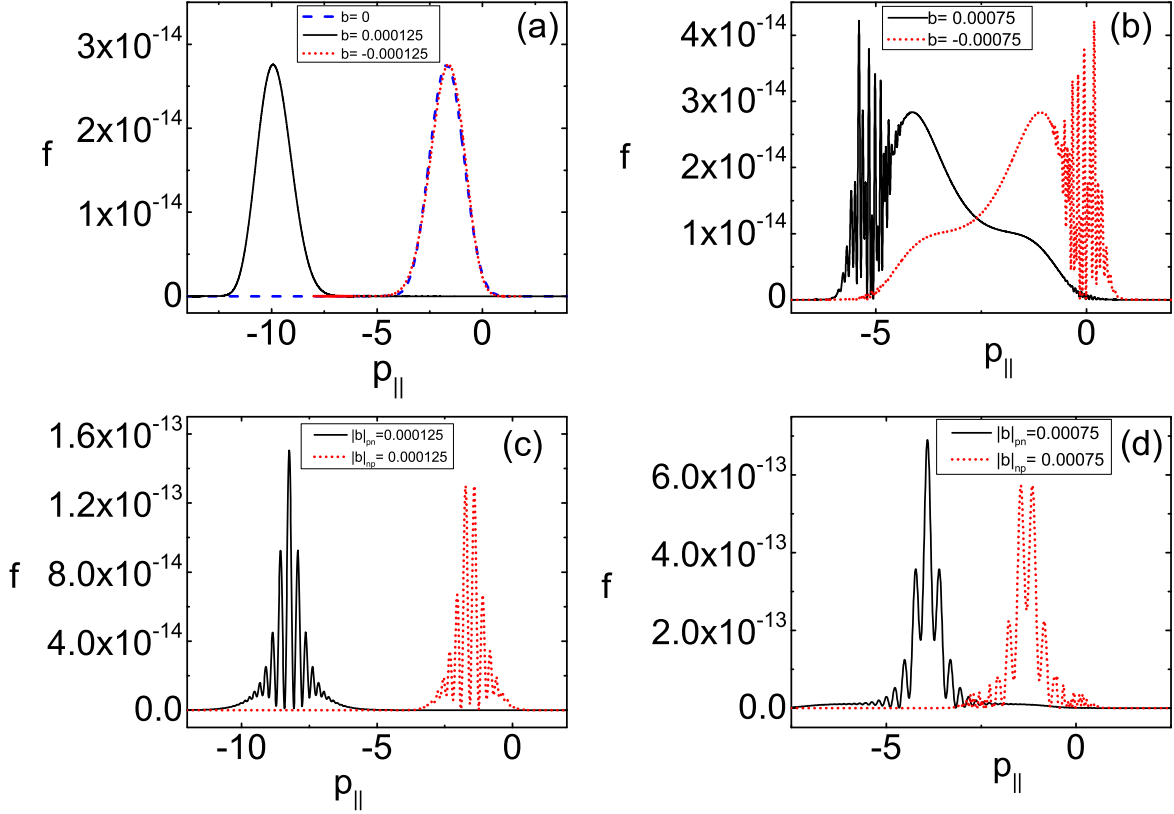 (a)
b= 0
b= 0.000125
b= -0.000125
3x10^-14
2x10^-14
1x10^-14
0
f
-10
-5
0
p_||
(b)
b= 0.00075
b= -0.00075
4x10^-14
3x10^-14
2x10^-14
1x10^-14
0
f
-5
0
p_||
(c)
|b|_pn=0.000125
|b|_np= 0.000125
1.6x10^-13
1.2x10^-13
8.0x10^-14
4.0x10^-14
0.0
f
-10
-5
0
p_||
(d)
|b|_pn=0.00075
|b|_np= 0.00075
6.0x10^-13
4.0x10^-13
2.0x10^-13
0.0
f
-5
0
p_||